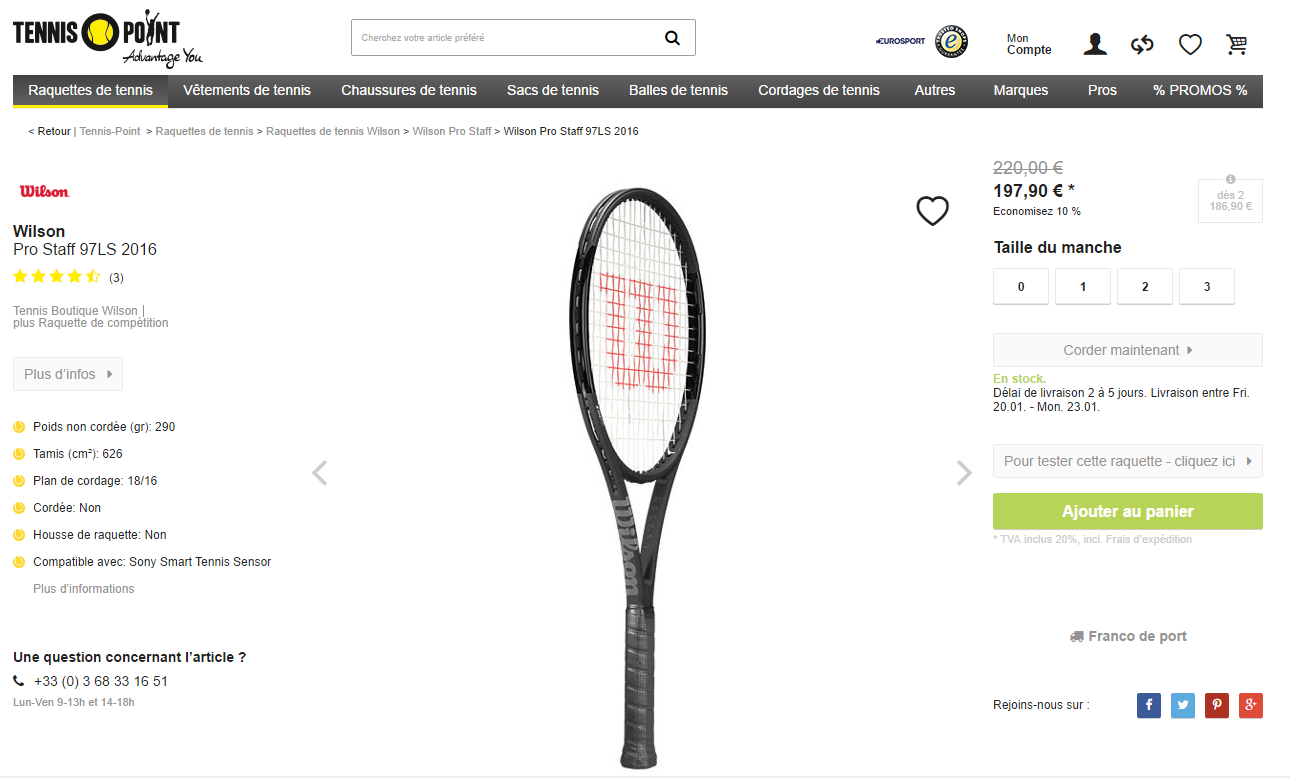 TENNIS POINT
Advantage You
Cherchez votre article préféré
EUROSPORT
Mon
Compte
Raquettes de tennis Vêtements de tennis Chaussures de tennis Sacs de tennis Balles de tennis Cordages de tennis Autres Marques Pros % PROMOS %
< Retour | Tennis-Point > Raquettes de tennis > Raquettes de tennis Wilson > Wilson Pro Staff > Wilson Pro Staff 97LS 2016
Wilson
Wilson
Pro Staff 97LS 2016
(3)
Tennis Boutique Wilson |
plus Raquette de compétition
Plus d'infos
Poids non cordée (gr): 290
Tamis (cm²): 626
Plan de cordage: 18/16
Cordée: Non
Housse de raquette: Non
Compatible avec: Sony Smart Tennis Sensor
Plus d'informations
Une question concernant l'article ?
+33 (0) 3 68 33 16 51
Lun-Ven 9-13h et 14-18h
Wilson
220,00 €
197,90 € *
Economisez 10 %
dès 2
186,90 €
Taille du manche
0 1 2 3
Corder maintenant
En stock.
Délai de livraison 2 à 5 jours. Livraison entre Fri.
20.01. - Mon. 23.01.
Pour tester cette raquette - cliquez ici
Ajouter au panier
* TVA inclus 20%, incl. Frais d'expédition
Franco de port
Rejoins-nous sur :